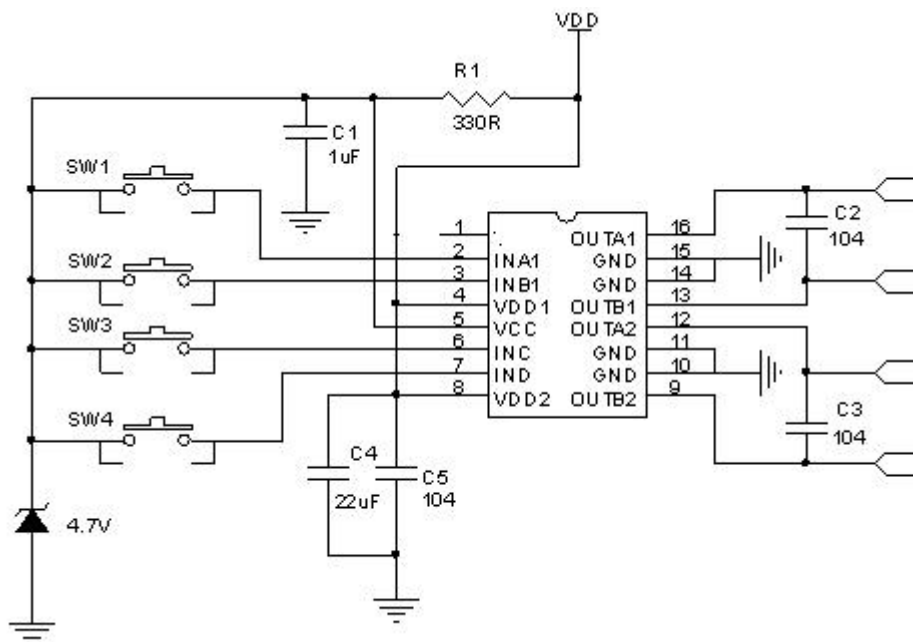 VDD
R1
330R
C1
1uF
SW1
SW2
SW3
SW4
4.7V
1
2
3
4
5
6
7
8
INA1
INB1
VDD1
VCC
INC
IND
VDD2
OUTA1
GND
GND
OUTB1
OUTA2
GND
GND
OUTB2
16
15
14
13
12
11
10
9
C2
104
C3
104
C4
22uF
C5
104